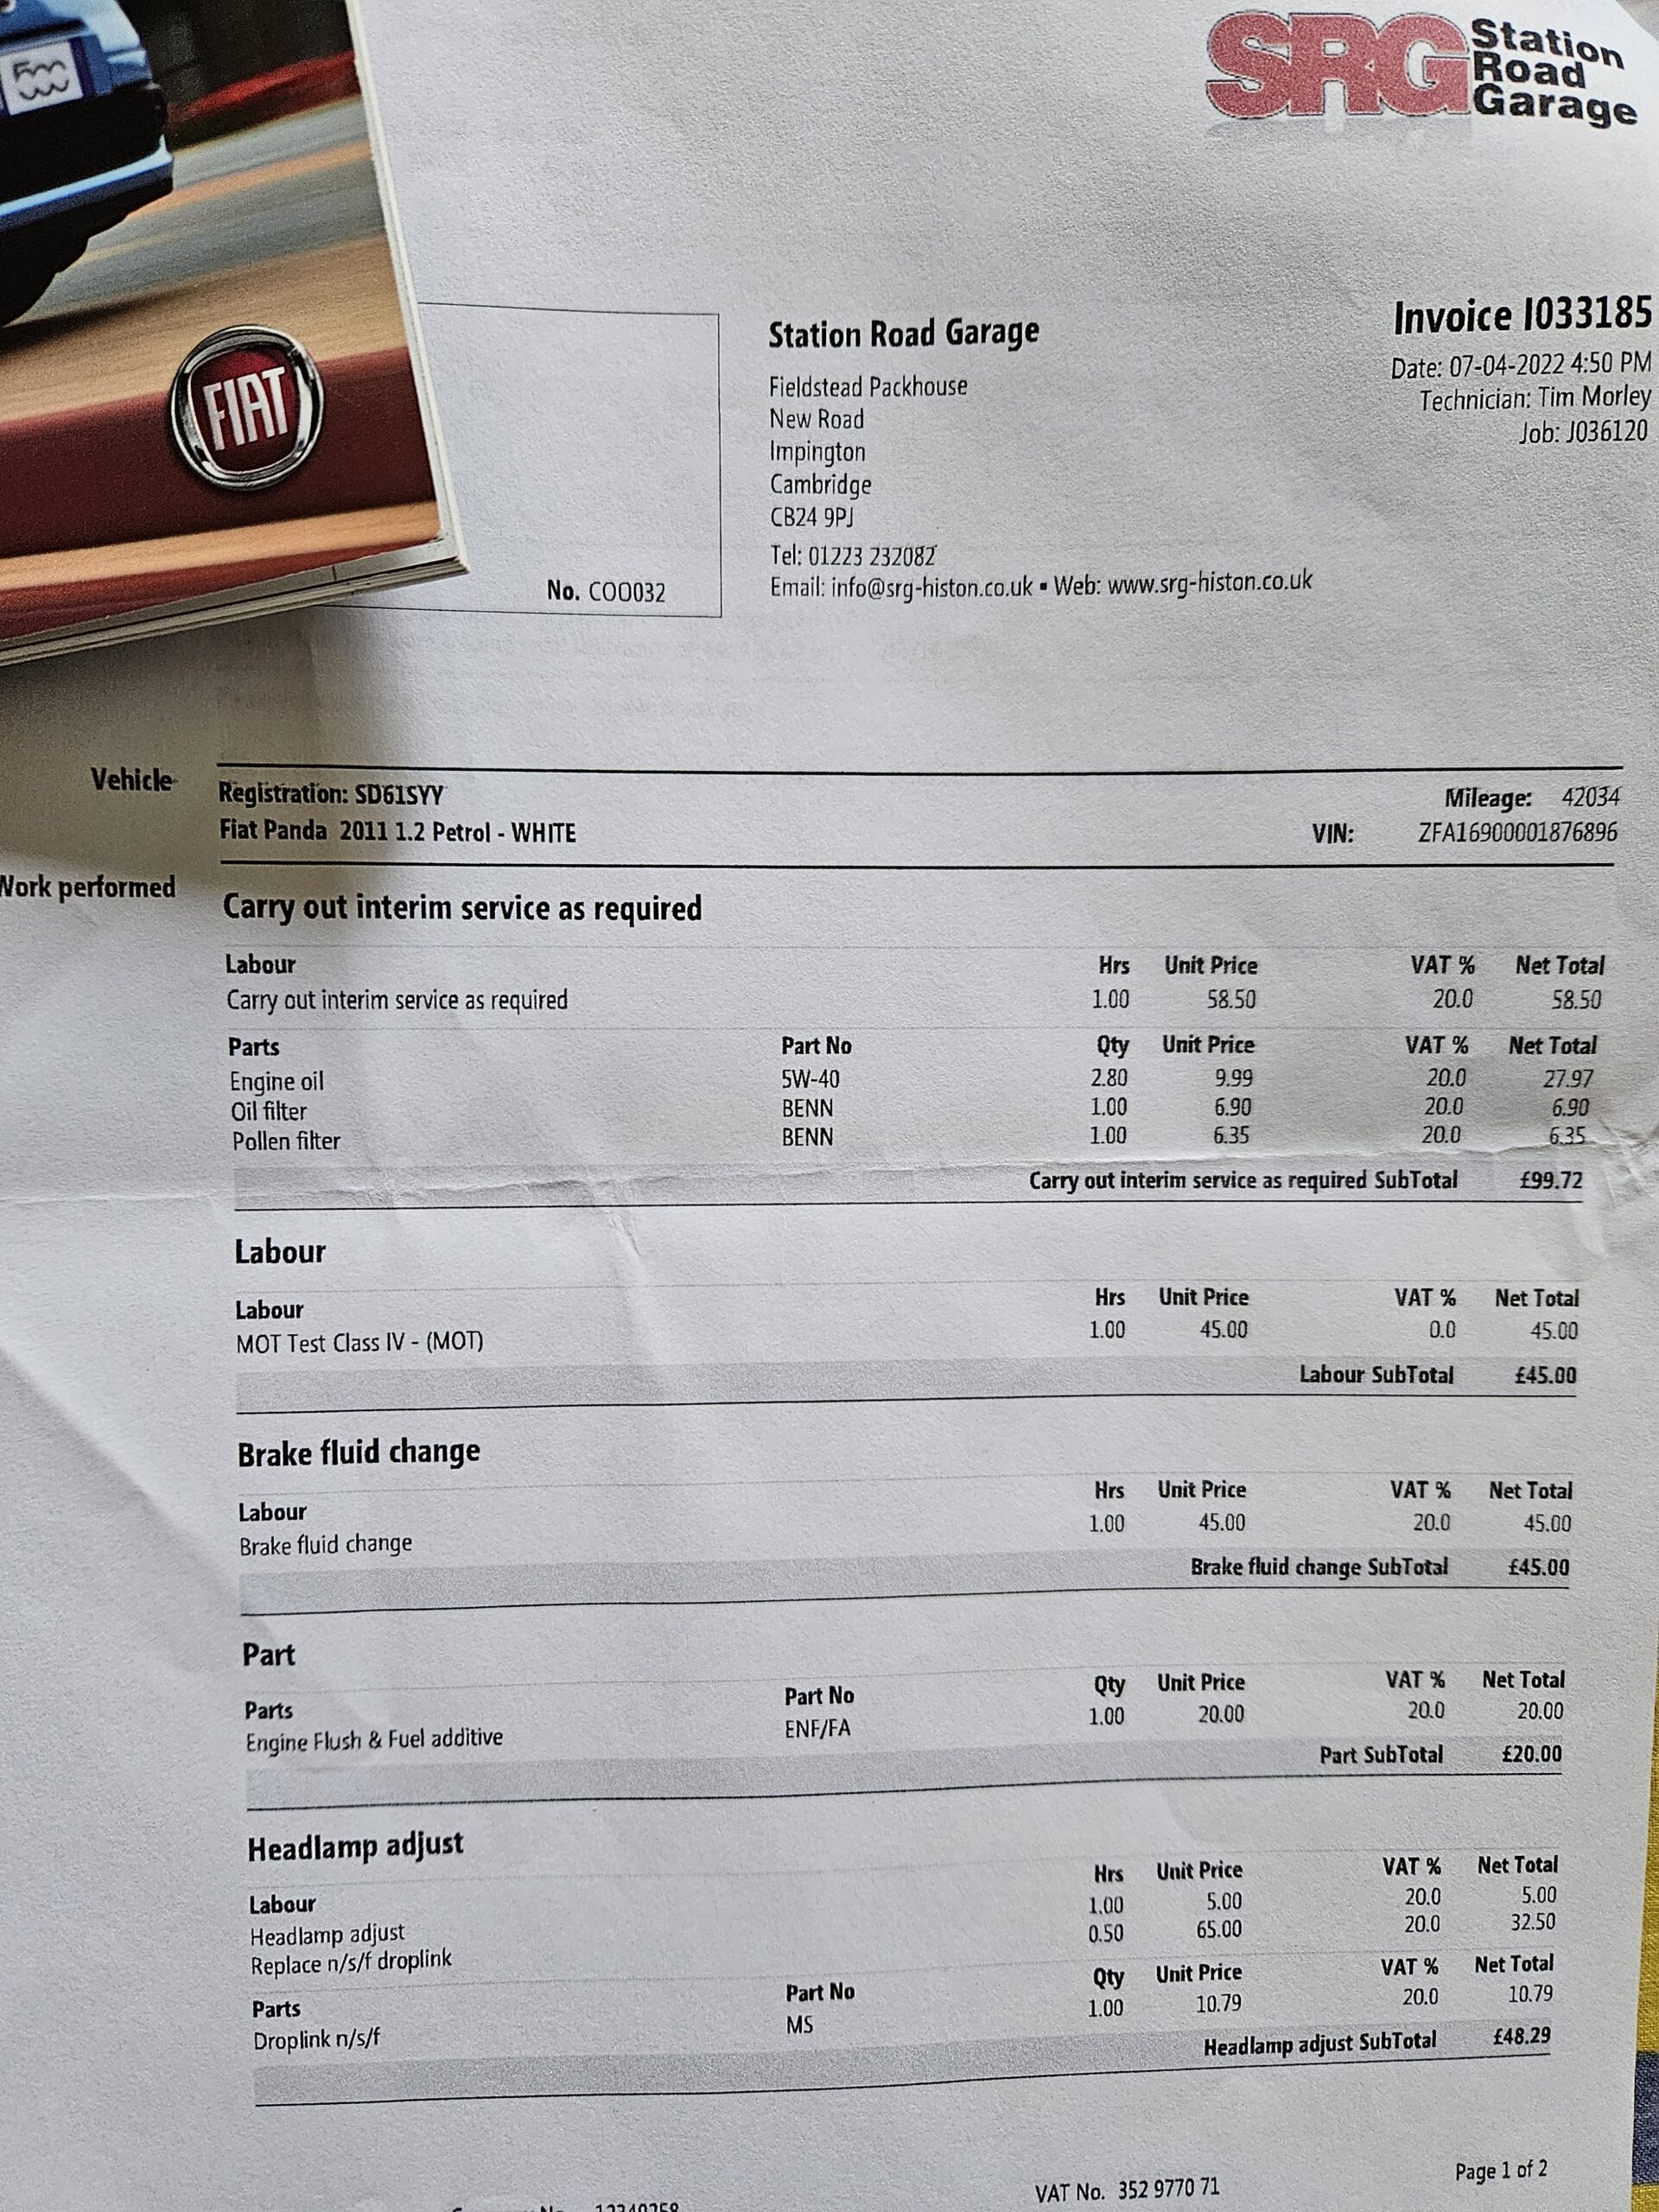 500
FIAT
SRG Station
Road
Garage
Station Road Garage
Fieldstead Packhouse
New Road
Impington
Cambridge
CB24 9PJ
Tel: 01223 232082
Email: info@srg-histon.co.uk ▪ Web: www.srg-histon.co.uk
Invoice I033185
Date: 07-04-2022 4:50 PM
Technician: Tim Morley
Job: J036120
No. COO032
Vehicle
Registration: SD61SYY Mileage: 42034
Fiat Panda 2011 1.2 Petrol - WHITE VIN: ZFA16900001876896
Work performed
Carry out interim service as required
Labour Hrs Unit Price VAT % Net Total
Carry out interim service as required 1.00 58.50 20.0 58.50
Parts Part No Qty Unit Price VAT % Net Total
Engine oil 5W-40 2.80 9.99 20.0 27.97
Oil filter BENN 1.00 6.90 20.0 6.90
Pollen filter BENN 1.00 6.35 20.0 6.35
Carry out interim service as required SubTotal £99.72
Labour
Labour Hrs Unit Price VAT % Net Total
MOT Test Class IV - (MOT) 1.00 45.00 0.0 45.00
Labour SubTotal £45.00
Brake fluid change
Labour Hrs Unit Price VAT % Net Total
Brake fluid change 1.00 45.00 20.0 45.00
Brake fluid change SubTotal £45.00
Part
Parts Part No Qty Unit Price VAT % Net Total
Engine Flush & Fuel additive ENF/FA 1.00 20.00 20.0 20.00
Part SubTotal £20.00
Headlamp adjust
Labour Hrs Unit Price VAT % Net Total
Headlamp adjust 1.00 5.00 20.0 5.00
Replace n/s/f droplink 0.50 65.00 20.0 32.50
Parts Part No Qty Unit Price VAT % Net Total
Droplink n/s/f MS 1.00 10.79 20.0 10.79
Headlamp adjust SubTotal £48.29
VAT No. 352 9770 71
Page 1 of 2